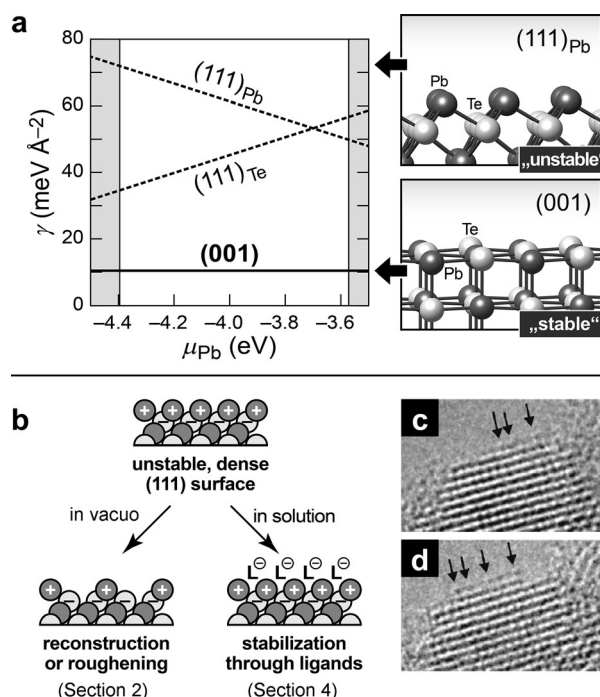 a
80
60
40
20
10
0
γ (meV Å–2)
(111)Pb
(111)Te
(001)
–4.4
–4.2
–4.0
–3.8
–3.6
μPb (eV)
(111)Pb
Pb
Te
„unstable“
(001)
Te
Pb
„stable“
b
+ + + + +
unstable, dense
(111) surface
in vacuo
in solution
L⊖ L⊖ L⊖ L⊖
+ + +
+ + + + +
reconstruction
or roughening
(Section 2)
stabilization
through ligands
(Section 4)
c
d